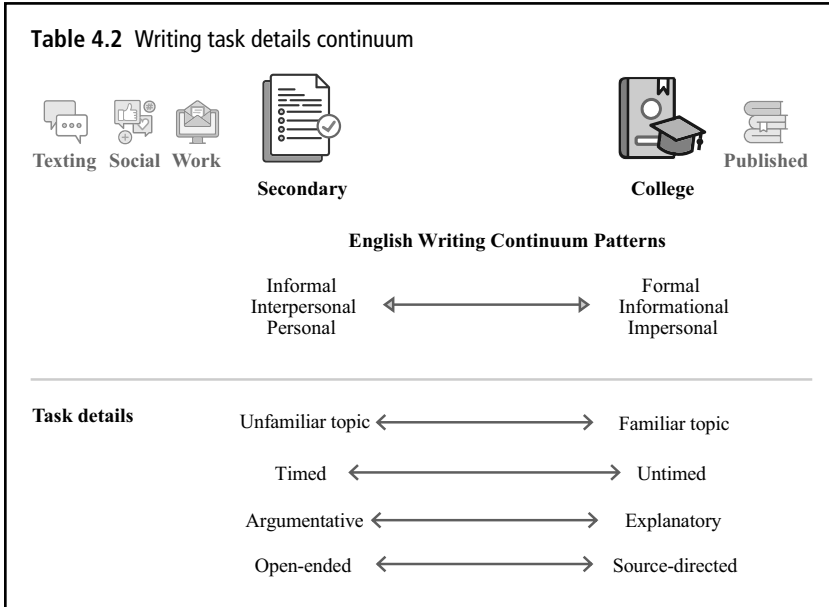 Table 4.2 Writing task details continuum
Texting Social Work
Secondary
College
Published
English Writing Continuum Patterns
Informal
Interpersonal
Personal
Formal
Informational
Impersonal
Task details
Unfamiliar topic
Familiar topic
Timed
Untimed
Argumentative
Explanatory
Open-ended
Source-directed